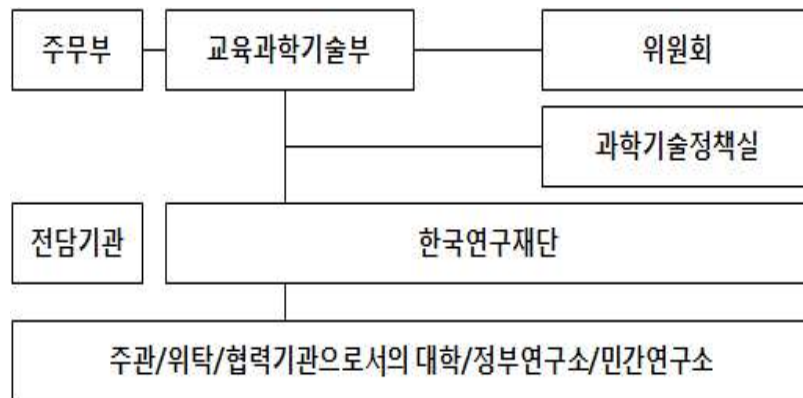 주무부
교육과학기술부
위원회
과학기술정책실
전담기관
한국연구재단
주관/위탁/협력기관으로서의 대학/정부연구소/민간연구소